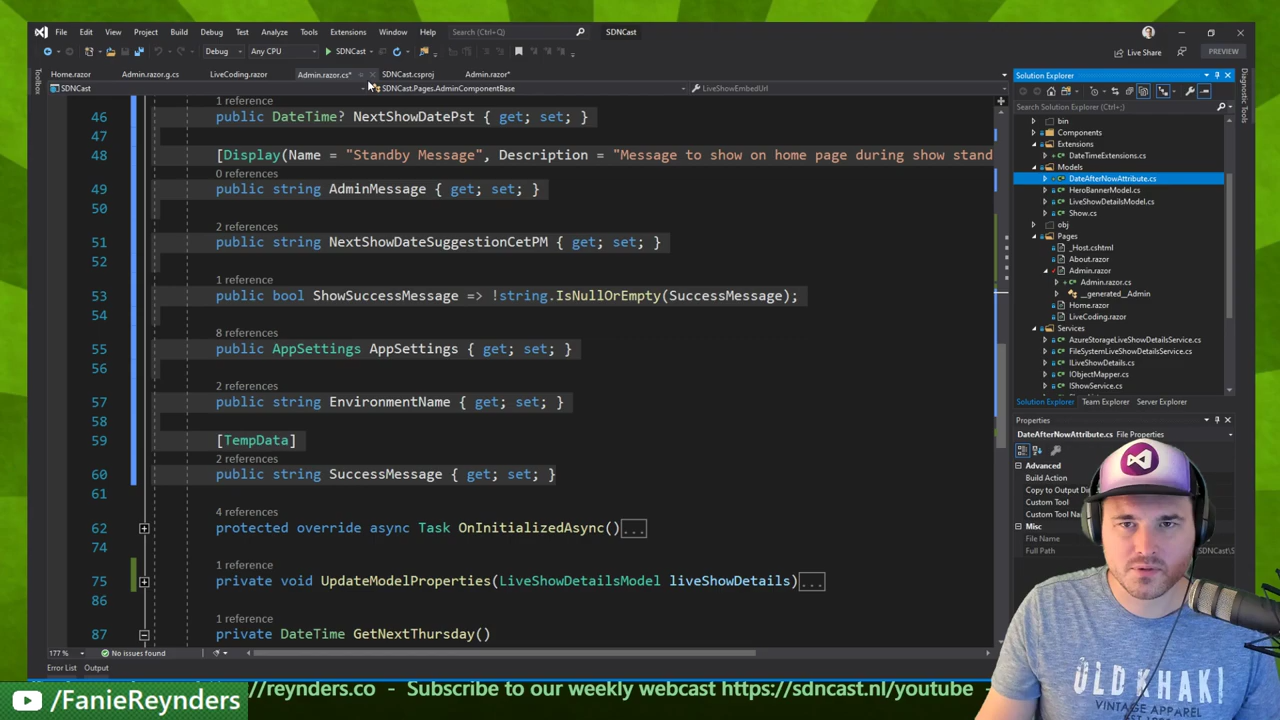 File Edit View Project Build Debug Test Analyze Tools Extensions Window Help Search (Ctrl+Q) SDNCast
Debug Any CPU SDNCast Live Share PREVIEW
Home.razor Admin.razor.g.cs LiveCoding.razor Admin.razor.cs* SDNCast.csproj Admin.razor*
SDNCast SDNCast.Pages.AdminComponentBase LiveShowEmbedUrl
Toolbox
1 reference
46 public DateTime? NextShowDatePst { get; set; }
47
48 [Display(Name = "Standby Message", Description = "Message to show on home page during show stand
0 references
49 public string AdminMessage { get; set; }
50
2 references
51 public string NextShowDateSuggestionCetPM { get; set; }
52
1 reference
53 public bool ShowSuccessMessage => !string.IsNullOrEmpty(SuccessMessage);
54
8 references
55 public AppSettings AppSettings { get; set; }
56
2 references
57 public string EnvironmentName { get; set; }
58
59 [TempData]
2 references
60 public string SuccessMessage { get; set; }
61
4 references
62 protected override async Task OnInitializedAsync()...
74
1 reference
75 private void UpdateModelProperties(LiveShowDetailsModel liveShowDetails)...
86
1 reference
87 private DateTime GetNextThursday()
177 % No issues found
Error List Output
Solution Explorer
Search Solution Explorer (Ctrl+;)
bin
Components
Extensions
DateTimeExtensions.cs
Models
DateAfterNowAttribute.cs
HeroBannerModel.cs
LiveShowDetailsModel.cs
Show.cs
obj
Pages
_Host.cshtml
About.razor
Admin.razor
Admin.razor.cs
__generated__Admin
Home.razor
LiveCoding.razor
Services
AzureStorageLiveShowDetailsService.cs
FileSystemLiveShowDetailsService.cs
ILiveShowDetails.cs
IObjectMapper.cs
IShowService.cs
Solution Explorer Team Explorer Server Explorer
Diagnostic Tools
Properties
DateAfterNowAttribute.cs File Properties
Advanced
Build Action
Copy to Output Dire
Custom Tool
Custom Tool Na
Misc
File Name
Full Path SDNCast\S
OLD KHAKI
VINTAGE APPAREL
/FanieReynders
://reynders.co - Subscribe to our weekly webcast https://sdncast.nl/youtube -